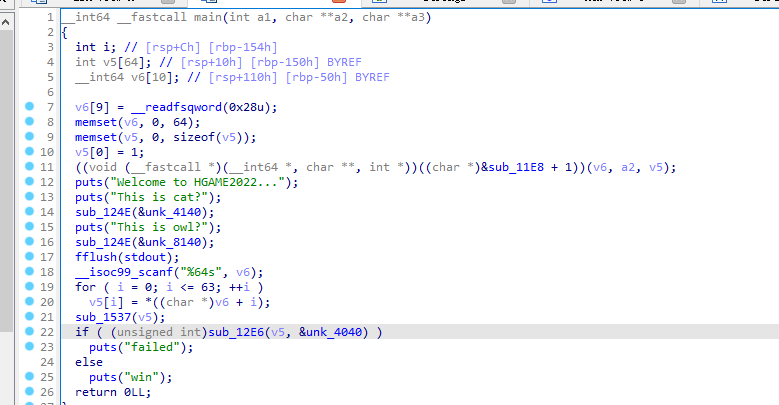 1 __int64 __fastcall main(int a1, char **a2, char **a3)
2 {
3 int i; // [rsp+Ch] [rbp-154h]
4 int v5[64]; // [rsp+10h] [rbp-150h] BYREF
5 __int64 v6[10]; // [rsp+110h] [rbp-50h] BYREF
6
7 v6[9] = __readfsqword(0x28u);
8 memset(v6, 0, 64);
9 memset(v5, 0, sizeof(v5));
10 v5[0] = 1;
11 ((void (__fastcall *)(__int64 *, char **, int *))((char *)&sub_11E8 + 1))(v6, a2, v5);
12 puts("Welcome to HGAME2022...");
13 puts("This is cat?");
14 sub_124E(&unk_4140);
15 puts("This is owl?");
16 sub_124E(&unk_8140);
17 fflush(stdout);
18 __isoc99_scanf("%64s", v6);
19 for ( i = 0; i <= 63; ++i )
20 v5[i] = *((char *)v6 + i);
21 sub_1537(v5);
22 if ( (unsigned int)sub_12E6(v5, &unk_4040) )
23 puts("failed");
24 else
25 puts("win");
26 return 0LL;